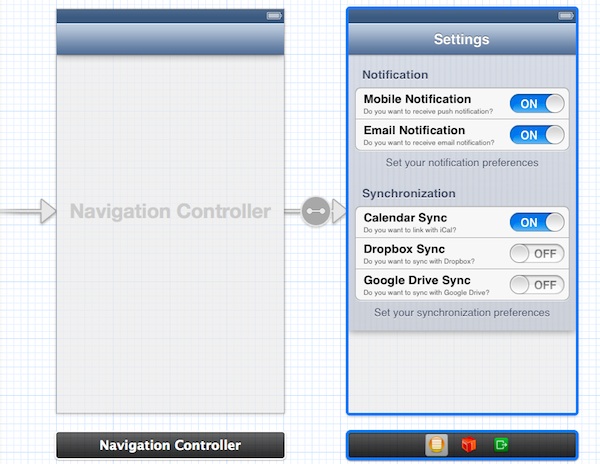 Navigation Controller
Navigation Controller
Settings
Notification
Mobile Notification
Do you want to receive push notification?
ON
Email Notification
Do you want to receive email notification?
ON
Set your notification preferences
Synchronization
Calendar Sync
Do you want to link with iCal?
ON
Dropbox Sync
Do you want to sync with Dropbox?
OFF
Google Drive Sync
Do you want to sync with Google Drive?
OFF
Set your synchronization preferences